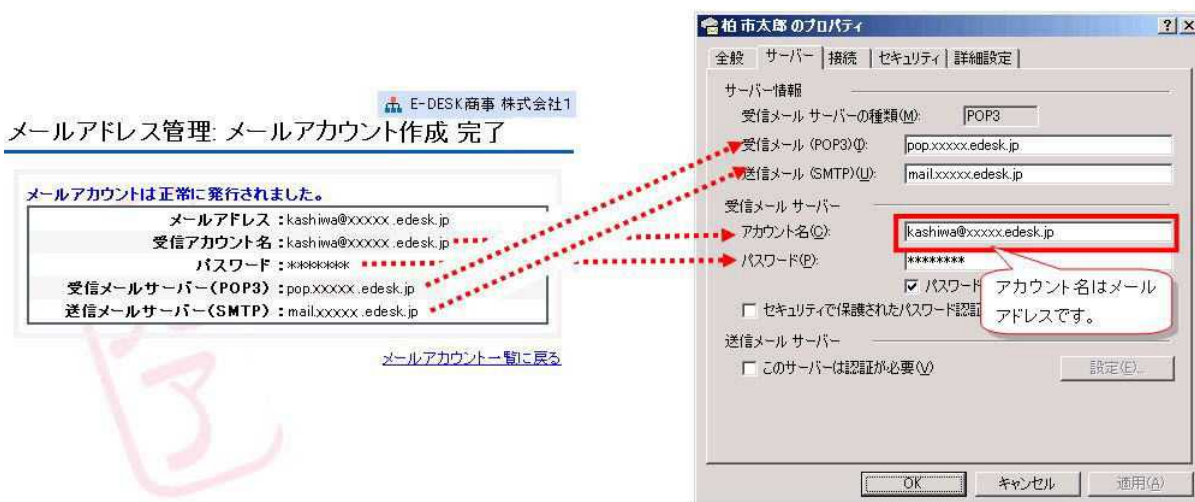 E-DESK商事 株式会社1
メールアドレス管理: メールアカウント作成 完了
メールアカウントは正常に発行されました。
メールアドレス：kashiwa@xxxxx.edesk.jp
受信アカウント名：kashiwa@xxxxx.edesk.jp
パスワード：********
受信メールサーバー(POP3)：pop.xxxxx.edesk.jp
送信メールサーバー(SMTP)：mail.xxxxx.edesk.jp
メールアカウント一覧に戻る
柏 市太郎 のプロパティ
全般 サーバー 接続 セキュリティ 詳細設定
サーバー情報
受信メール サーバーの種類(M): POP3
受信メール (POP3)(I): pop.xxxxx.edesk.jp
送信メール (SMTP)(U): mail.xxxxx.edesk.jp
受信メール サーバー
アカウント名(C): kashiwa@xxxxx.edesk.jp
パスワード(P): ********
パスワード
セキュリティで保護されたパスワード認証
アカウント名はメール
アドレスです。
送信メール サーバー
このサーバーは認証が必要(V)
設定(E)...
OK キャンセル 適用(A)